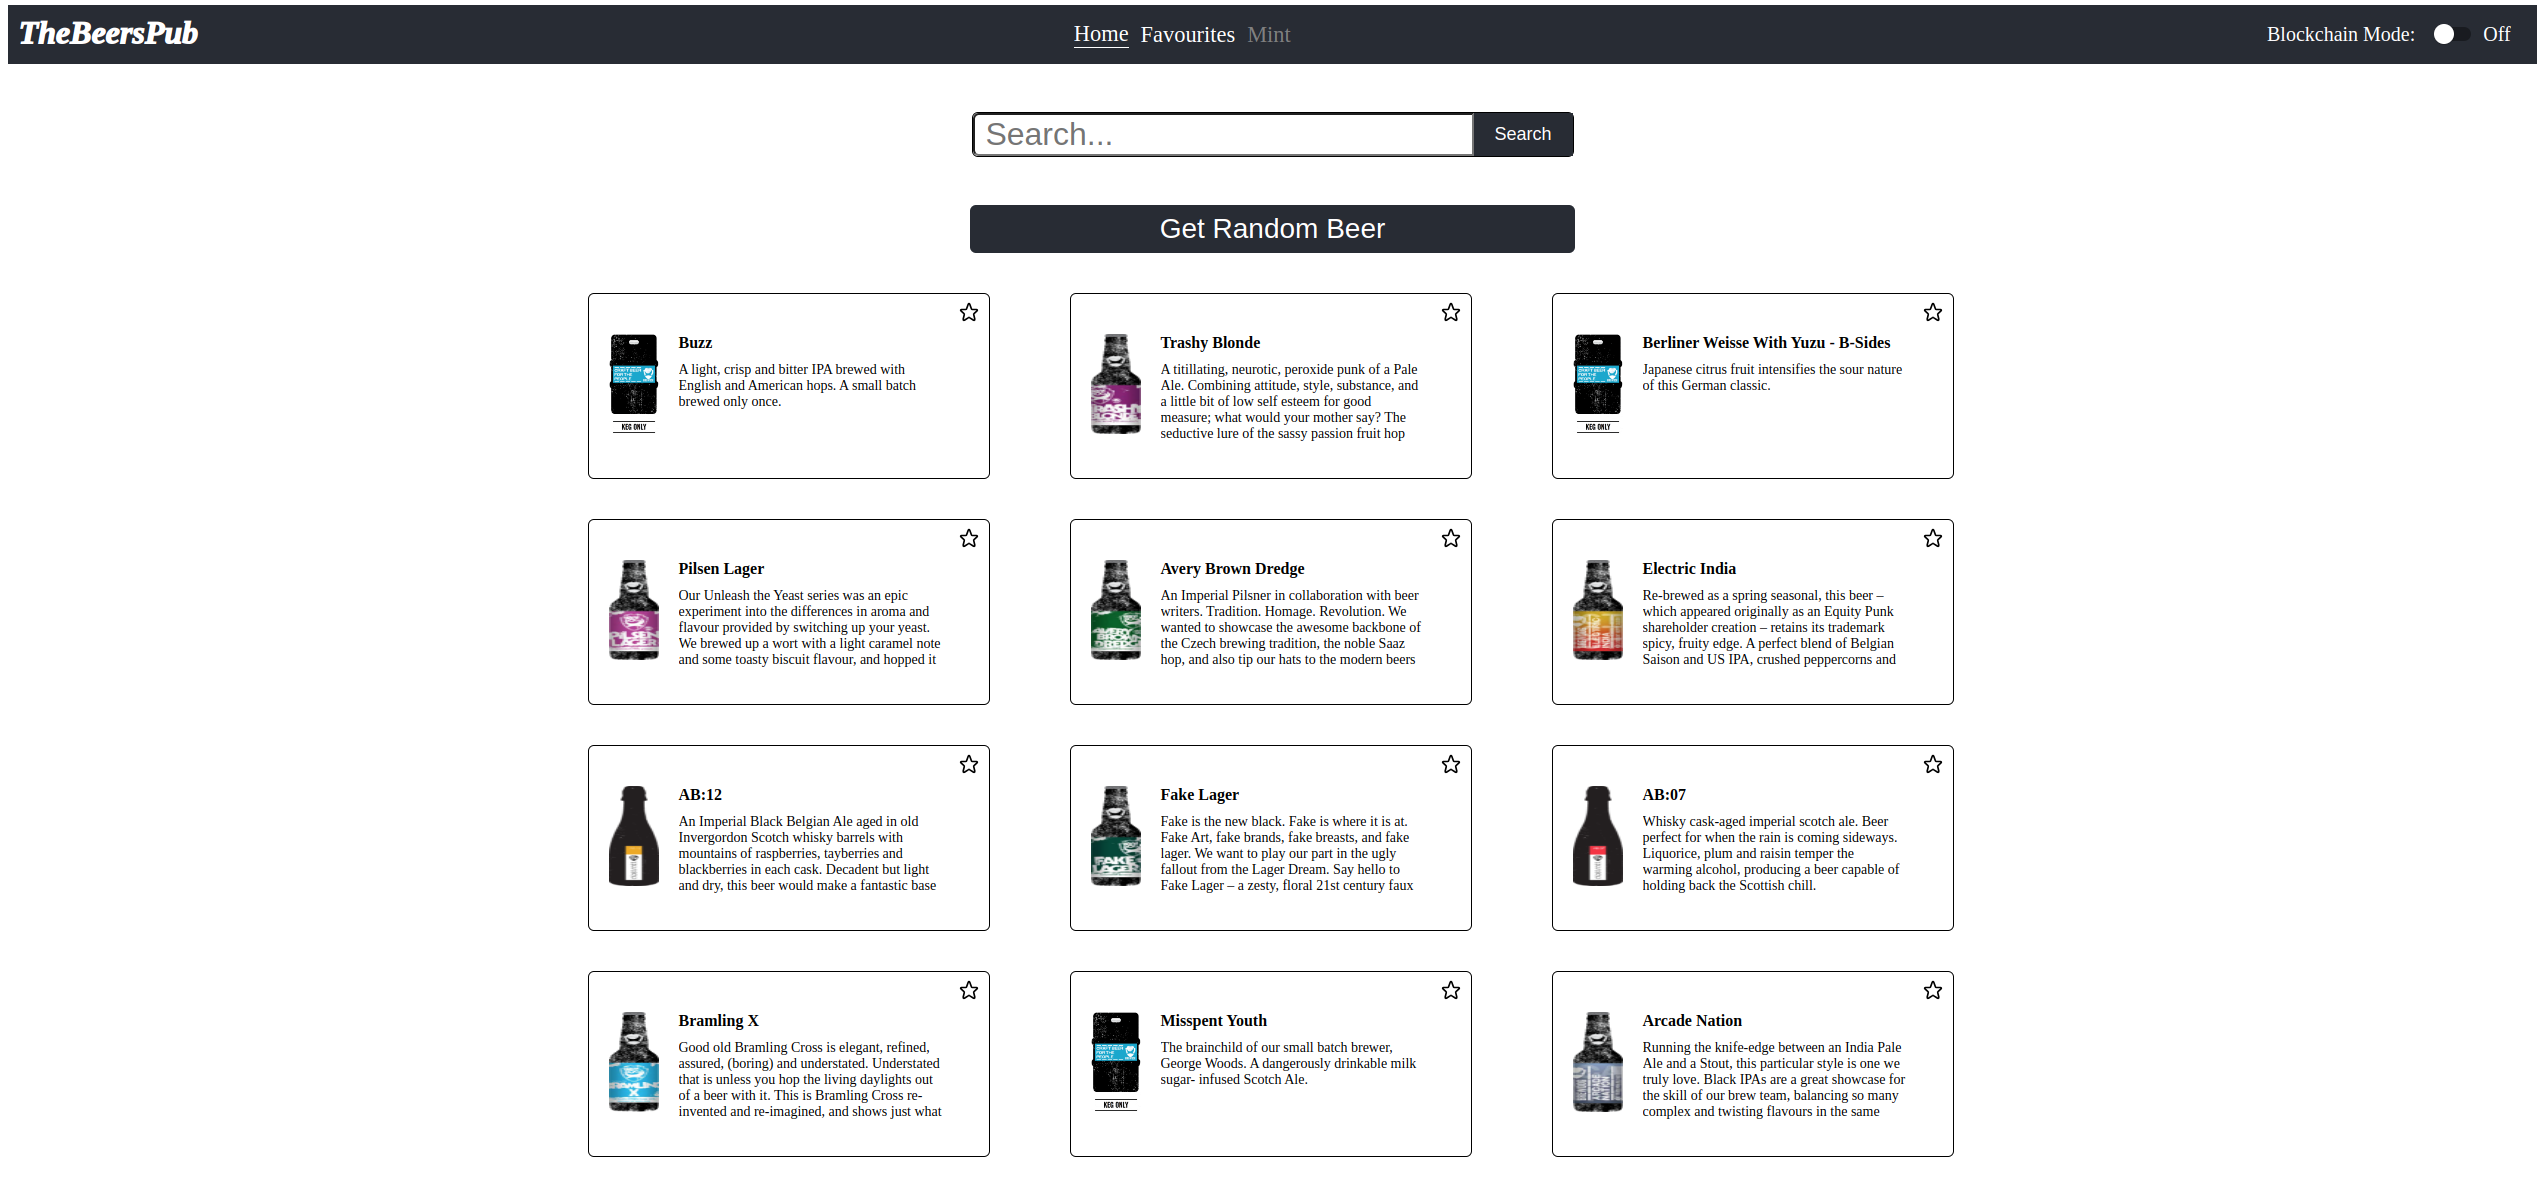 TheBeersPub
Home Favourites Mint
Blockchain Mode: Off
Search...
Search
Get Random Beer
KEG ONLY
Buzz
A light, crisp and bitter IPA brewed with
English and American hops. A small batch
brewed only once.
TRASHY
BLONDE
Trashy Blonde
A titillating, neurotic, peroxide punk of a Pale
Ale. Combining attitude, style, substance, and
a little bit of low self esteem for good
measure; what would your mother say? The
seductive lure of the sassy passion fruit hop
KEG ONLY
Berliner Weisse With Yuzu - B-Sides
Japanese citrus fruit intensifies the sour nature
of this German classic.
PILSEN
LAGER
Pilsen Lager
Our Unleash the Yeast series was an epic
experiment into the differences in aroma and
flavour provided by switching up your yeast.
We brewed up a wort with a light caramel note
and some toasty biscuit flavour, and hopped it
AVERY
BROWN
DREDGE
Avery Brown Dredge
An Imperial Pilsner in collaboration with beer
writers. Tradition. Homage. Revolution. We
wanted to showcase the awesome backbone of
the Czech brewing tradition, the noble Saaz
hop, and also tip our hats to the modern beers
Electric India
Re-brewed as a spring seasonal, this beer –
which appeared originally as an Equity Punk
shareholder creation – retains its trademark
spicy, fruity edge. A perfect blend of Belgian
Saison and US IPA, crushed peppercorns and
AB:12
An Imperial Black Belgian Ale aged in old
Invergordon Scotch whisky barrels with
mountains of raspberries, tayberries and
blackberries in each cask. Decadent but light
and dry, this beer would make a fantastic base
FAKE
LAGER
Fake Lager
Fake is the new black. Fake is where it is at.
Fake Art, fake brands, fake breasts, and fake
lager. We want to play our part in the ugly
fallout from the Lager Dream. Say hello to
Fake Lager – a zesty, floral 21st century faux
AB:07
Whisky cask-aged imperial scotch ale. Beer
perfect for when the rain is coming sideways.
Liquorice, plum and raisin temper the
warming alcohol, producing a beer capable of
holding back the Scottish chill.
BRAMLING
X
Bramling X
Good old Bramling Cross is elegant, refined,
assured, (boring) and understated. Understated
that is unless you hop the living daylights out
of a beer with it. This is Bramling Cross re-
invented and re-imagined, and shows just what
KEG ONLY
Misspent Youth
The brainchild of our small batch brewer,
George Woods. A dangerously drinkable milk
sugar- infused Scotch Ale.
ARCADE
NATION
Arcade Nation
Running the knife-edge between an India Pale
Ale and a Stout, this particular style is one we
truly love. Black IPAs are a great showcase for
the skill of our brew team, balancing so many
complex and twisting flavours in the same